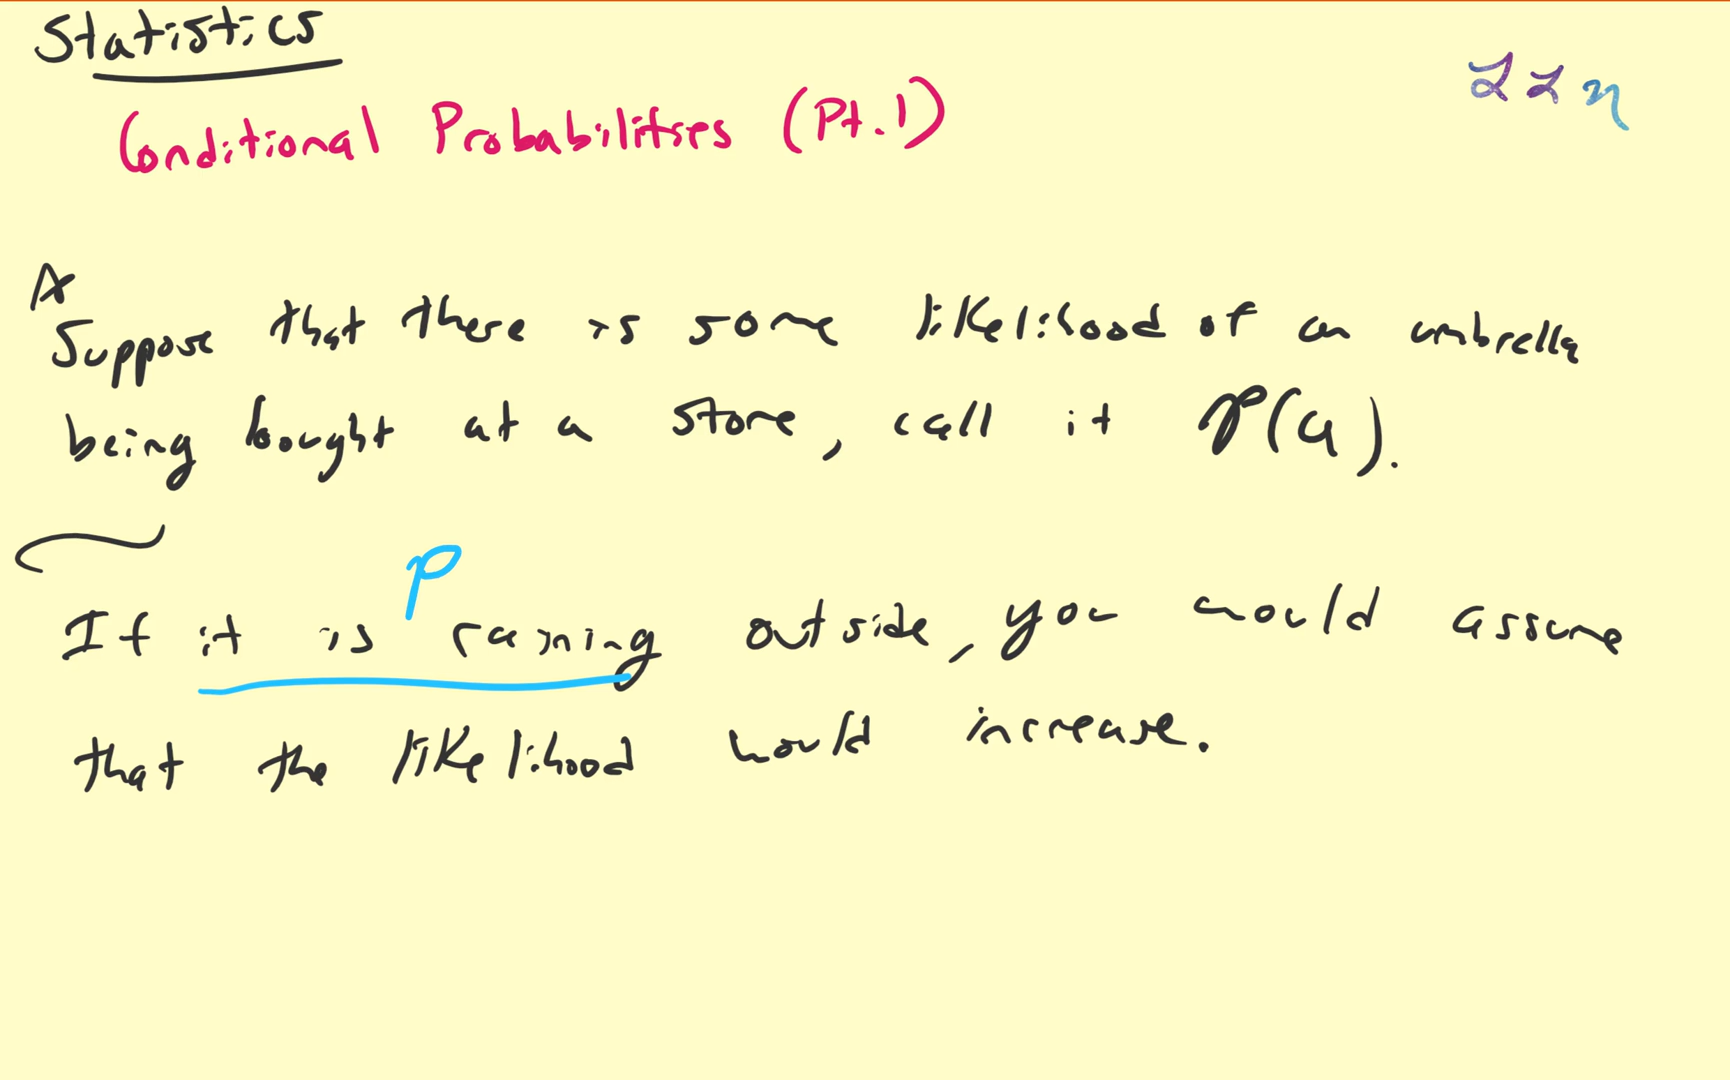 Statistics
Conditional Probabilities (Pt. 1)
Suppose that there is some likelihood of an umbrella
being bought at a store, call it P(a).
P
If it is raining outside, you would assume
that the likelihood would increase.